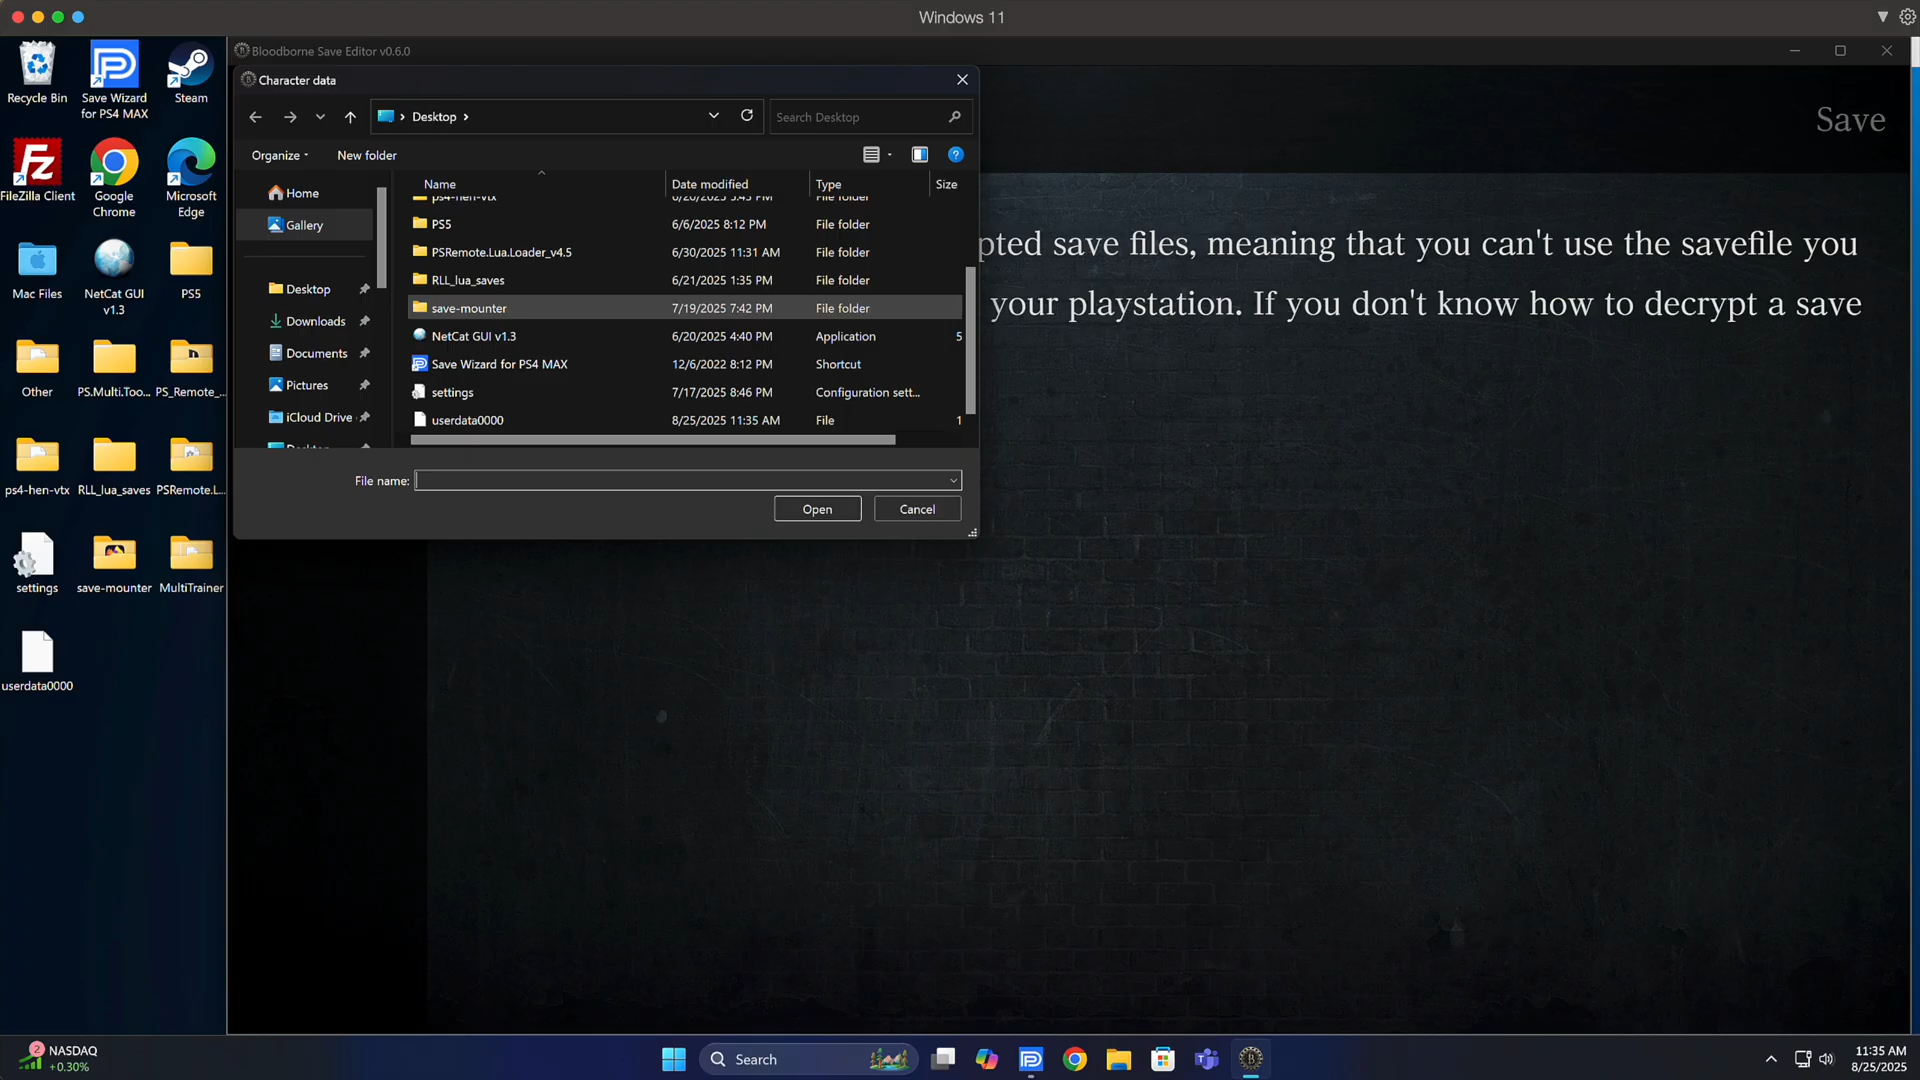 Windows 11
Recycle Bin
Save Wizard
for PS4 MAX
Steam
FileZilla Client
Google
Chrome
Microsoft
Edge
Mac Files
NetCat GUI
v1.3
PS5
Other
PS.Multi.Too...
PS_Remote_...
ps4-hen-vtx
RLL_lua_saves
PSRemote.L...
settings
save-mounter
MultiTrainer
userdata0000
Bloodborne Save Editor v0.6.0
Character data
Desktop
Search Desktop
Organize
New folder
Home
Gallery
Desktop
Downloads
Documents
Pictures
iCloud Drive
Desktop
Name Date modified Type Size
ps4-hen-vtx 8/20/2025 5:45 PM File folder
PS5 6/6/2025 8:12 PM File folder
PSRemote.Lua.Loader_v4.5 6/30/2025 11:31 AM File folder
RLL_lua_saves 6/21/2025 1:35 PM File folder
save-mounter 7/19/2025 7:42 PM File folder
NetCat GUI v1.3 6/20/2025 4:40 PM Application 5
Save Wizard for PS4 MAX 12/6/2022 8:12 PM Shortcut
settings 7/17/2025 8:46 PM Configuration sett...
userdata0000 8/25/2025 11:35 AM File 1
File name:
Open
Cancel
Save
pted save files, meaning that you can't use the savefile you
your playstation. If you don't know how to decrypt a save
2
NASDAQ
+0.30%
Search
11:35 AM
8/25/2025